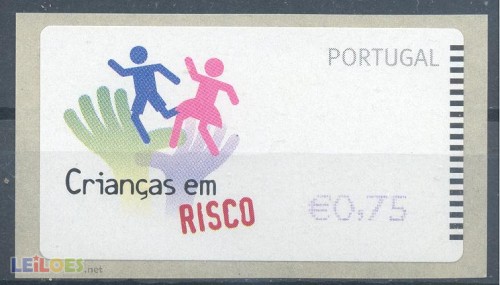 PORTUGAL
Crianças em
RISCO
€0,75
LEiLOES.net